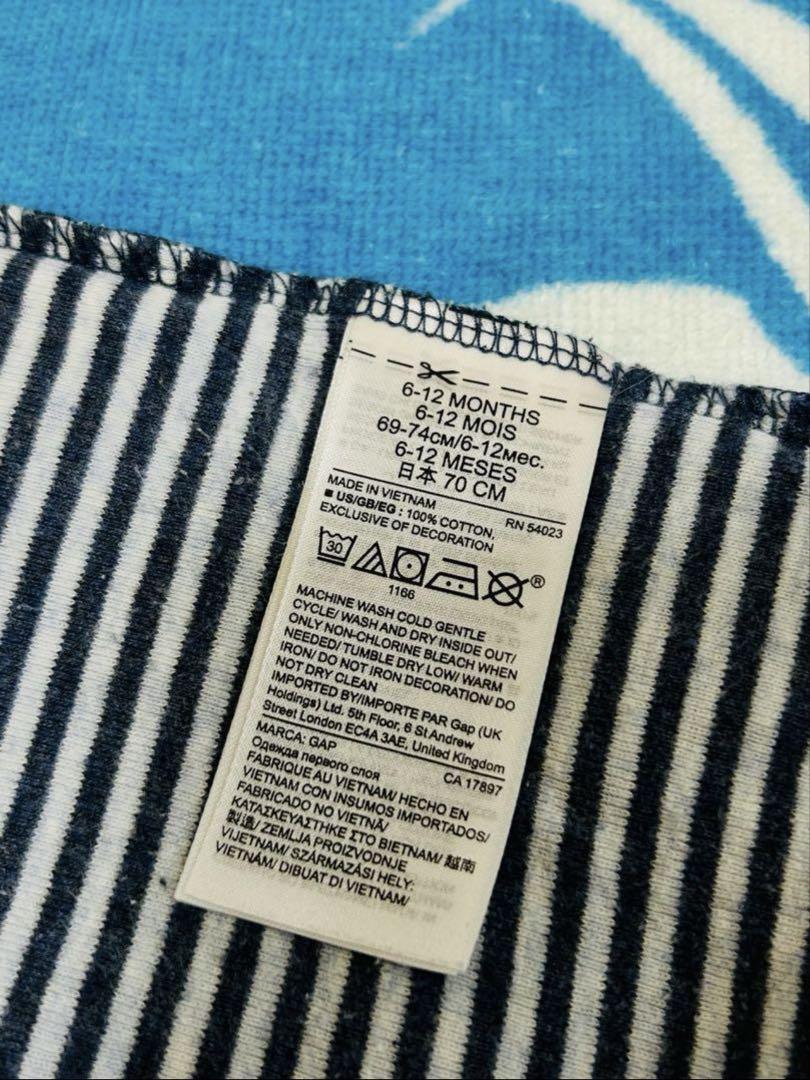 6-12 MONTHS
6-12 MOIS
69-74см/6-12мес.
6-12 MESES
日本 70 CM
MADE IN VIETNAM
RN 54023
■ US/GB/EG : 100% COTTON,
EXCLUSIVE OF DECORATION
30
®
1166
MACHINE WASH COLD GENTLE
CYCLE/ WASH AND DRY INSIDE OUT/
ONLY NON-CHLORINE BLEACH WHEN
NEEDED/ TUMBLE DRY LOW/ WARM
IRON/ DO NOT IRON DECORATION/ DO
NOT DRY CLEAN
IMPORTED BY/IMPORTE PAR Gap (UK
Holdings) Ltd. 5th Floor, 6 St Andrew
Street London EC4A 3AE, United Kingdom
MARCA: GAP
CA 17897
Одежда первого слоя
FABRIQUE AU VIETNAM/ HECHO EN
VIETNAM CON INSUMOS IMPORTADOS/
FABRICADO NO VIETNÃ/
ΚΑΤΑΣΚΕΥΑΣΤΗΚΕ ΣΤΟ ΒΙΕΤΝΑΜ/ 越南
製造/ ZEMLJA PROIZVODNJE
VIJETNAM/ SZÁRMAZÁSI HELY:
VIETNÁM/ DIBUAT DI VIETNAM/